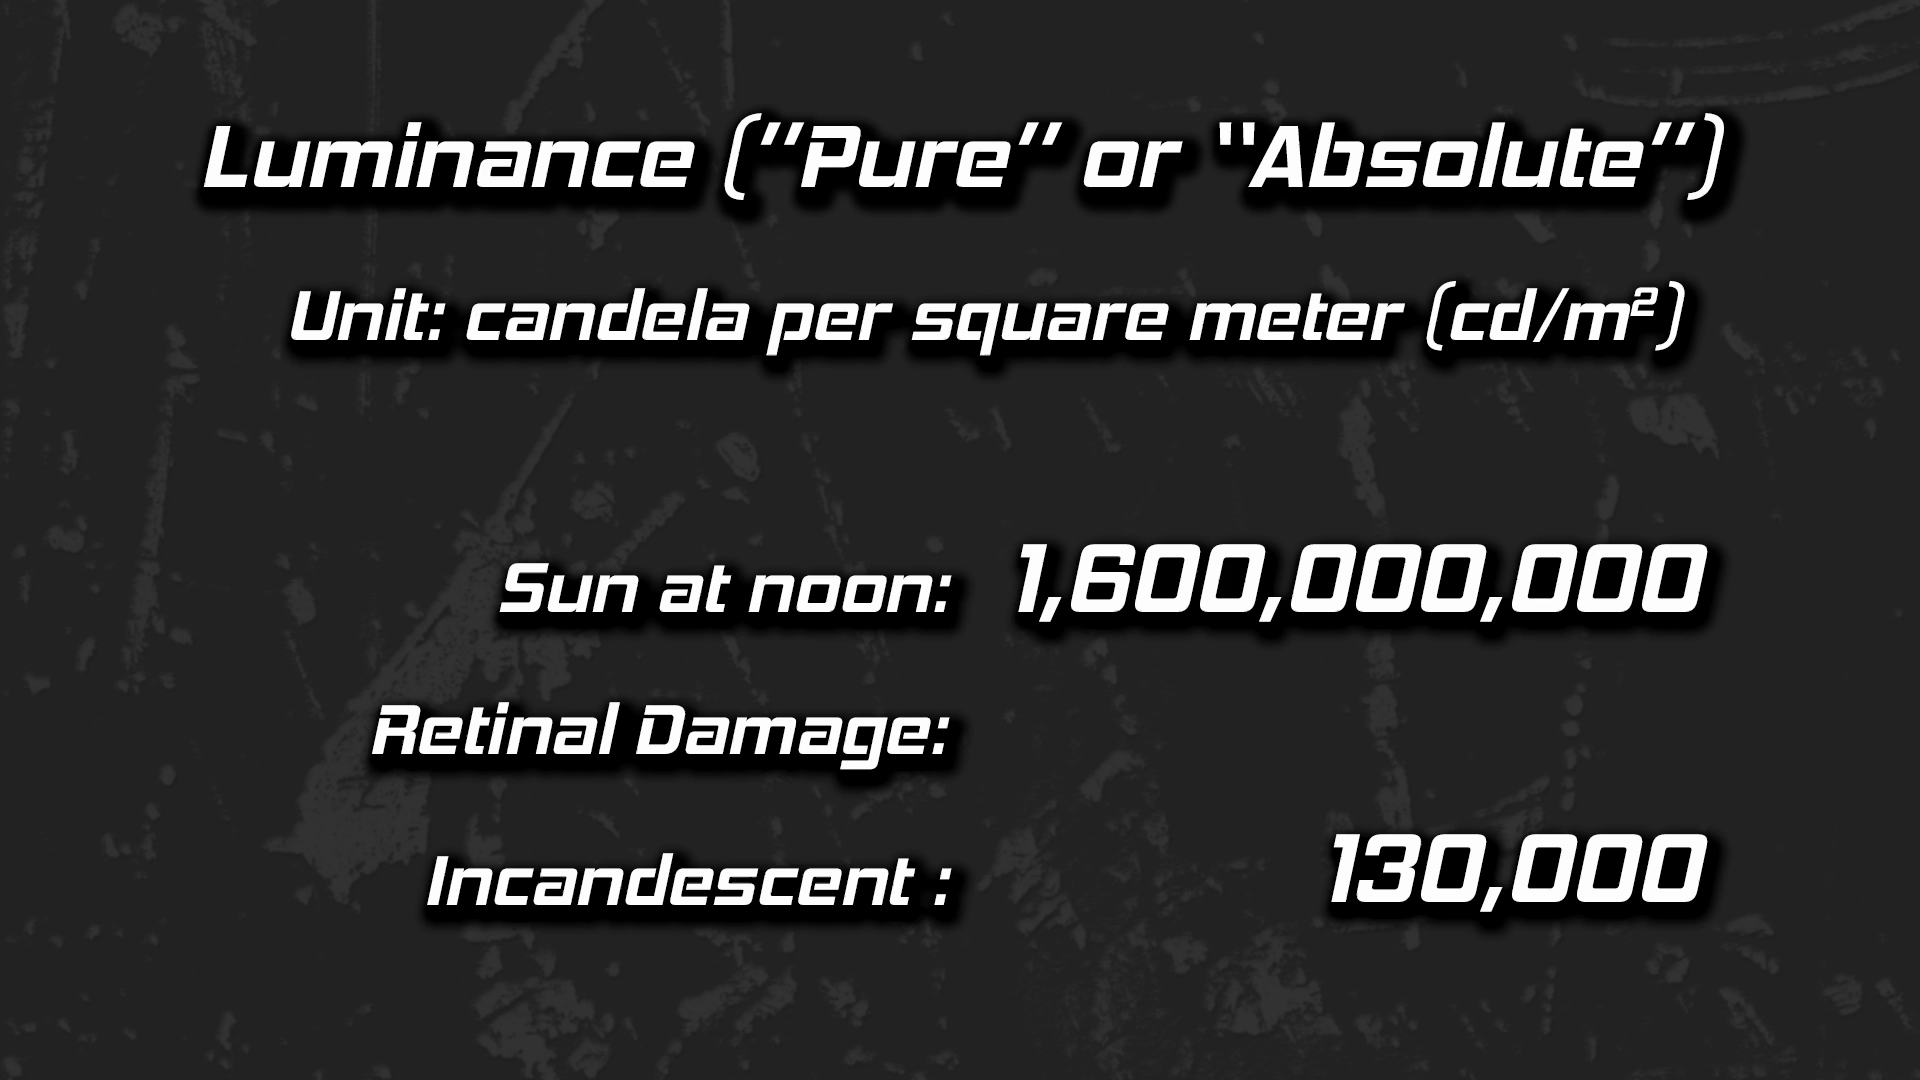 Luminance ("Pure" or "Absolute")
Unit: candela per square meter (cd/m²)
Sun at noon: 1,600,000,000
Retinal Damage:
Incandescent : 130,000